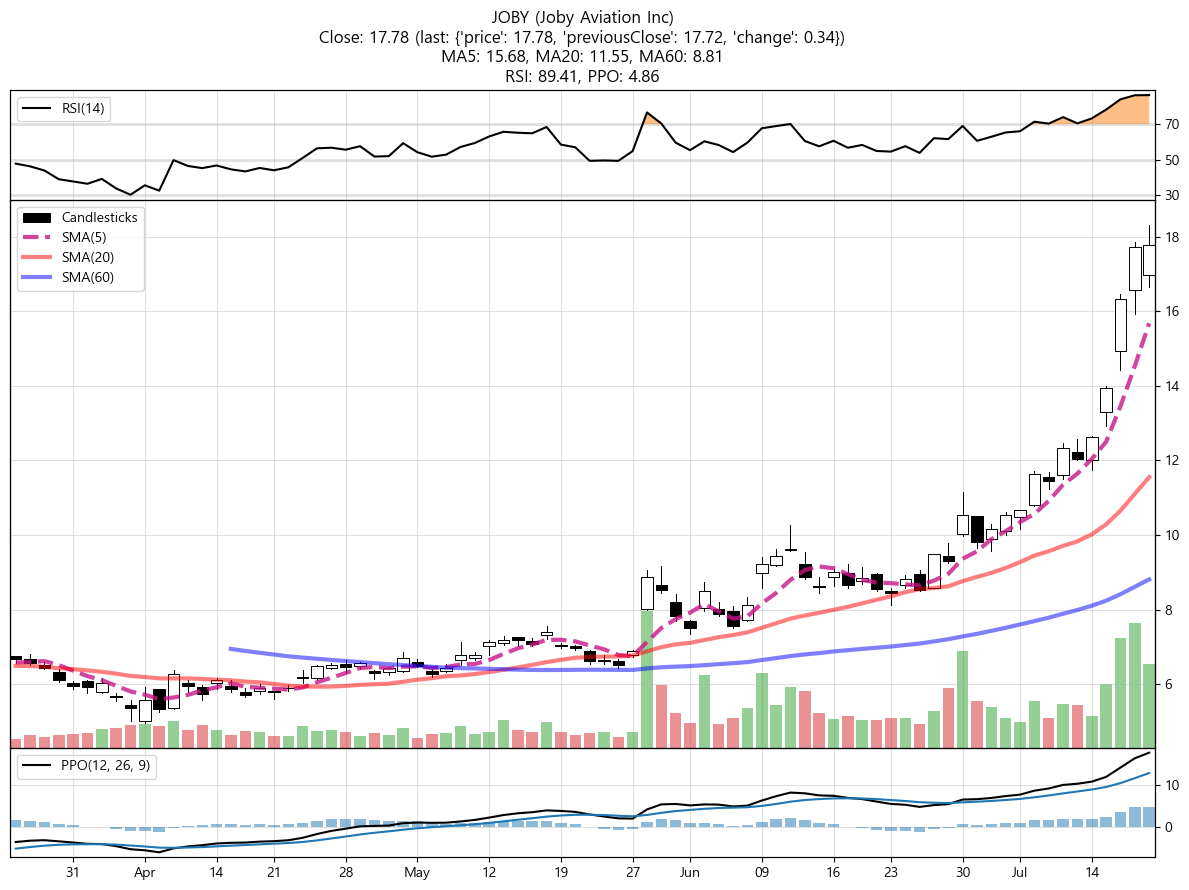 JOBY (Joby Aviation Inc)
Close: 17.78 (last: {'price': 17.78, 'previousClose': 17.72, 'change': 0.34})
MA5: 15.68, MA20: 11.55, MA60: 8.81
RSI: 89.41, PPO: 4.86
RSI(14)
70
50
30
Candlesticks
SMA(5)
SMA(20)
SMA(60)
18
16
14
12
10
8
6
PPO(12, 26, 9)
10
0
31 Apr 14 21 28 May 12 19 27 Jun 09 16 23 30 Jul 14